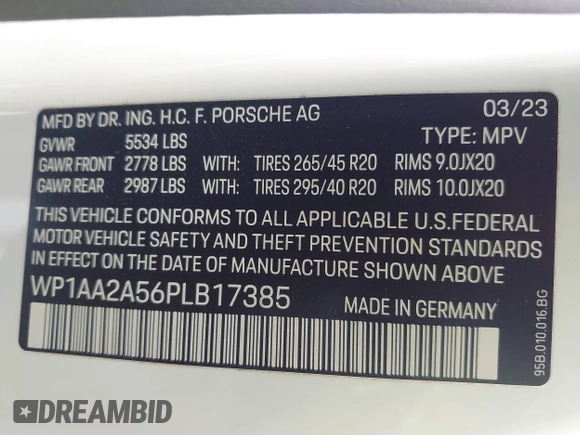 MFD BY DR. ING. H.C. F. PORSCHE AG 03/23
GVWR 5534 LBS TYPE: MPV
GAWR FRONT 2778 LBS WITH: TIRES 265/45 R20 RIMS 9.0JX20
GAWR REAR 2987 LBS WITH: TIRES 295/40 R20 RIMS 10.0JX20
THIS VEHICLE CONFORMS TO ALL APPLICABLE U.S.FEDERAL
MOTOR VEHICLE SAFETY AND THEFT PREVENTION STANDARDS
IN EFFECT ON THE DATE OF MANUFACTURE SHOWN ABOVE
WP1AA2A56PLB17385 MADE IN GERMANY
95B.010.016.BG
DREAMBID